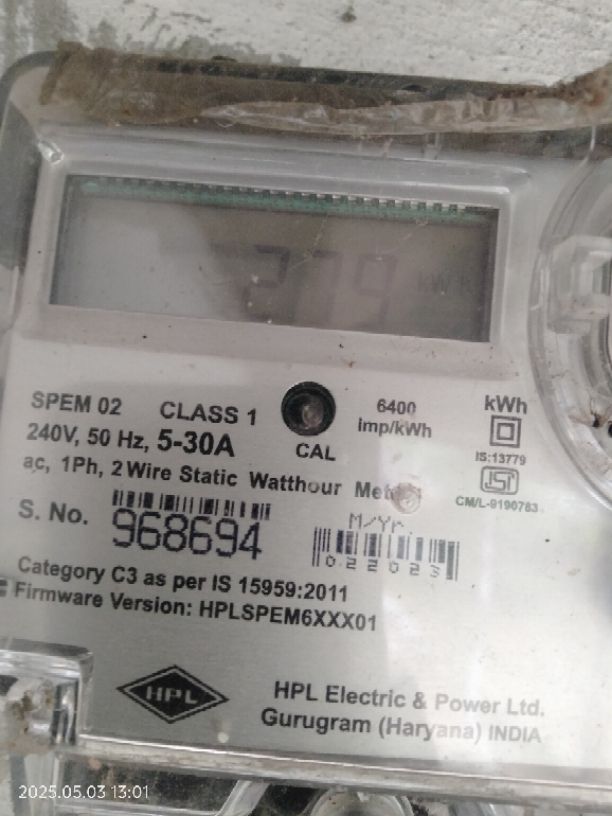 279 kWh
SPEM 02 CLASS 1
240V, 50 Hz, 5-30A
CAL
6400
imp/kWh
kWh
IS:13779
ISI
CM/L-9190783
ac, 1Ph, 2 Wire Static Watthour Meter
S. No.
968694
M/Yr.
022023
Category C3 as per IS 15959:2011
Firmware Version: HPLSPEM6XXX01
HPL
HPL Electric & Power Ltd.
Gurugram (Haryana) INDIA
2025.05.03 13:01